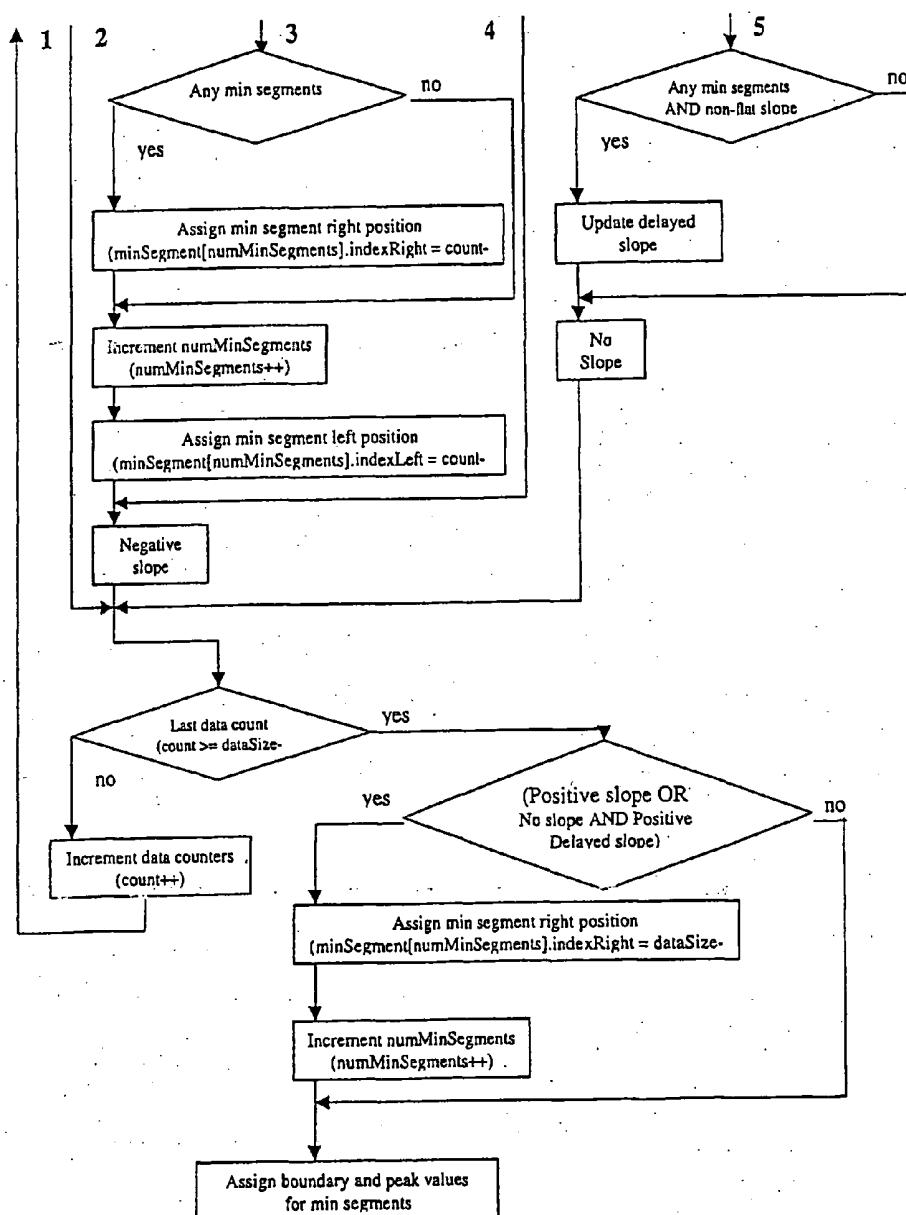 1 2 3 4 5
Any min segments
no
yes
Assign min segment right position
(minSegment[numMinSegments].indexRight = count-
Increment numMinSegments
(numMinSegments++)
Assign min segment left position
(minSegment[numMinSegments].indexLeft = count-
Negative
slope
Any min segments
AND non-flat slope
no
yes
Update delayed
slope
No
Slope
Last data count
(count >= dataSize-
yes
no
Increment data counters
(count++)
(Positive slope OR
No slope AND Positive
Delayed slope)
yes
no
Assign min segment right position
(minSegment[numMinSegments].indexRight = dataSize-
Increment numMinSegments
(numMinSegments++)
Assign boundary and peak values
for min segments